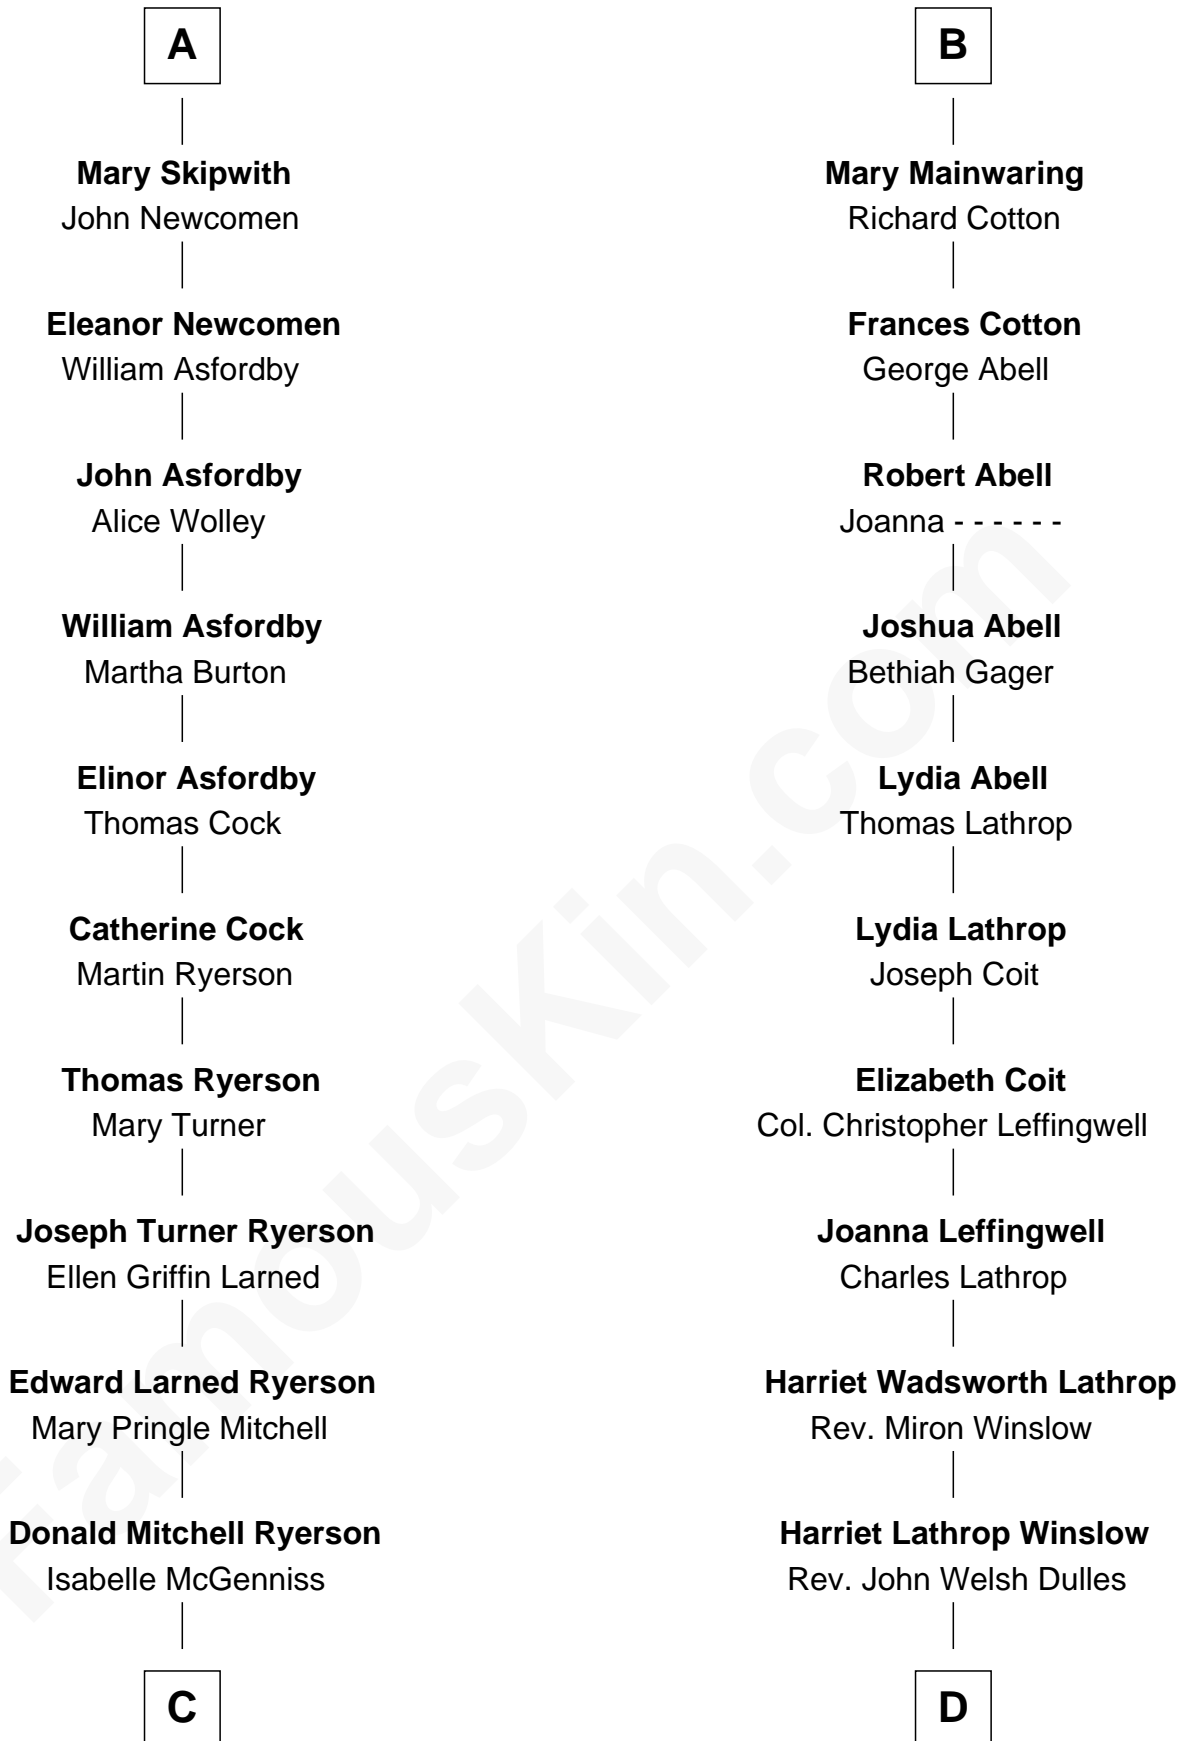 A
Mary Skipwith
John Newcomen
Eleanor Newcomen
William Asfordby
John Asfordby
Alice Wolley
William Asfordby
Martha Burton
Elinor Asfordby
Thomas Cock
Catherine Cock
Martin Ryerson
Thomas Ryerson
Mary Turner
Joseph Turner Ryerson
Ellen Griffin Larned
Edward Larned Ryerson
Mary Pringle Mitchell
Donald Mitchell Ryerson
Isabelle McGenniss
C
B
Mary Mainwaring
Richard Cotton
Frances Cotton
George Abell
Robert Abell
Joanna - - - - - -
Joshua Abell
Bethiah Gager
Lydia Abell
Thomas Lathrop
Lydia Lathrop
Joseph Coit
Elizabeth Coit
Col. Christopher Leffingwell
Joanna Leffingwell
Charles Lathrop
Harriet Wadsworth Lathrop
Rev. Miron Winslow
Harriet Lathrop Winslow
Rev. John Welsh Dulles
D
FamousKin.com